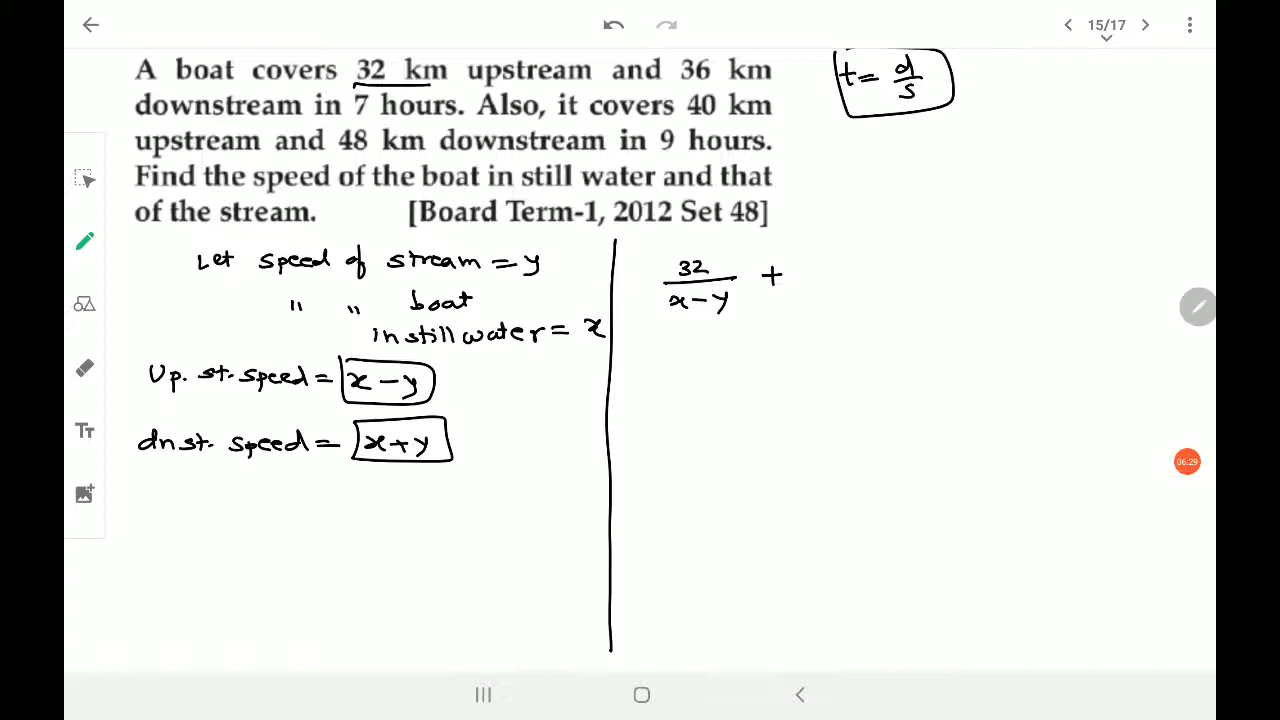 15/17
A boat covers 32 km upstream and 36 km
downstream in 7 hours. Also, it covers 40 km
upstream and 48 km downstream in 9 hours.
Find the speed of the boat in still water and that
of the stream. [Board Term-1, 2012 Set 48]
t = d/s
Let speed of stream = y
" " boat
in still water = x
Up. st. speed = x - y
dn st. speed = x + y
32/(x - y) +
TT
06:29